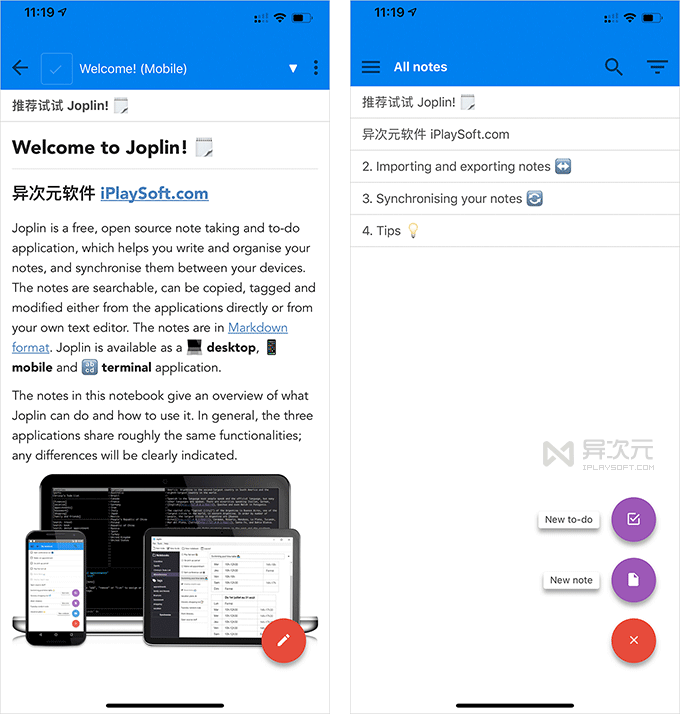 11:19
Welcome! (Mobile)
推荐试试 Joplin!
Welcome to Joplin!
异次元软件 iPlaySoft.com
Joplin is a free, open source note taking and to-do
application, which helps you write and organise your
notes, and synchronise them between your devices.
The notes are searchable, can be copied, tagged and
modified either from the applications directly or from
your own text editor. The notes are in Markdown
format. Joplin is available as a desktop,
mobile and terminal application.
The notes in this notebook give an overview of what
Joplin can do and how to use it. In general, the three
applications share roughly the same functionalities;
any differences will be clearly indicated.
11:19
All notes
推荐试试 Joplin!
异次元软件 iPlaySoft.com
2. Importing and exporting notes
3. Synchronising your notes
4. Tips
异次元
IPLAYSOFT.COM
New to-do
New note